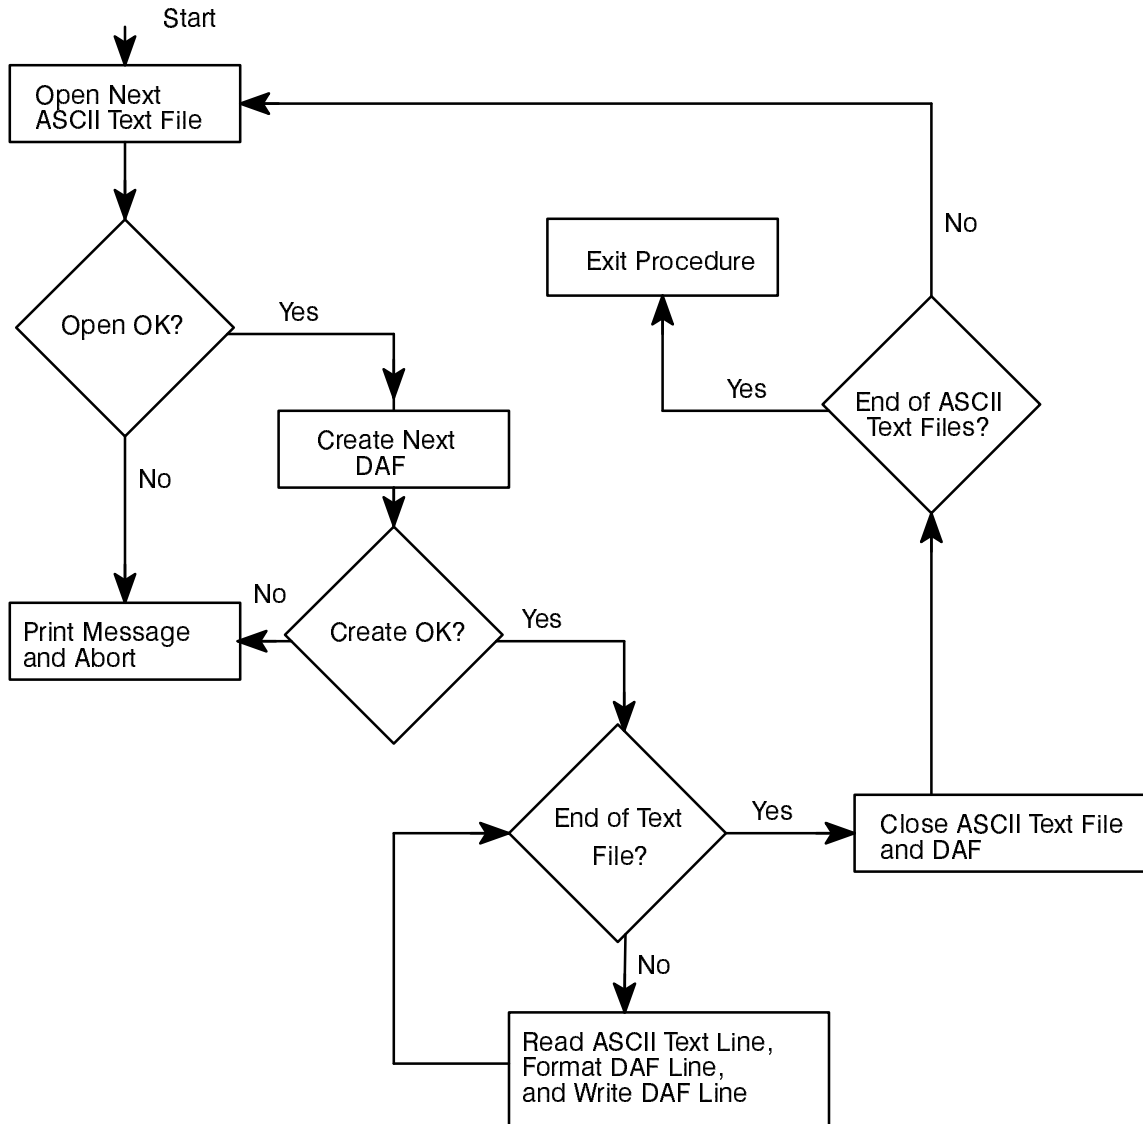 Start
Open Next
ASCII Text File
Open OK?
Yes
No
Create Next
DAF
Create OK?
No
Yes
Print Message
and Abort
End of Text
File?
Yes
No
Read ASCII Text Line,
Format DAF Line,
and Write DAF Line
Close ASCII Text File
and DAF
End of ASCII
Text Files?
Yes
No
Exit Procedure